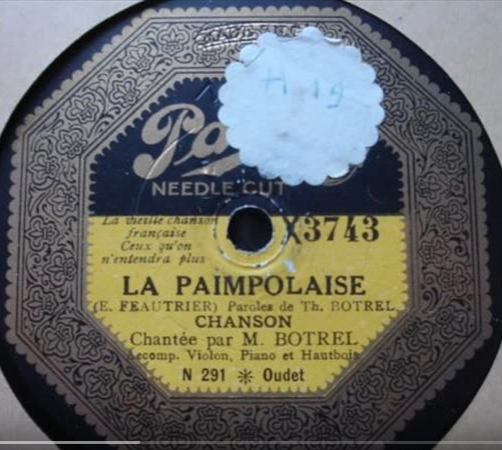 A 19
NEEDLE CUT
La vieille chanson
française
Ceux qu'on
n'entendra plus
X3743
LA PAIMPOLAISE
(E. FEAUTRIER) Paroles de Th. BOTREL
CHANSON
Chantée par M. BOTREL
Accomp. Violon, Piano et Hautbois
N 291 ✻ Oudet